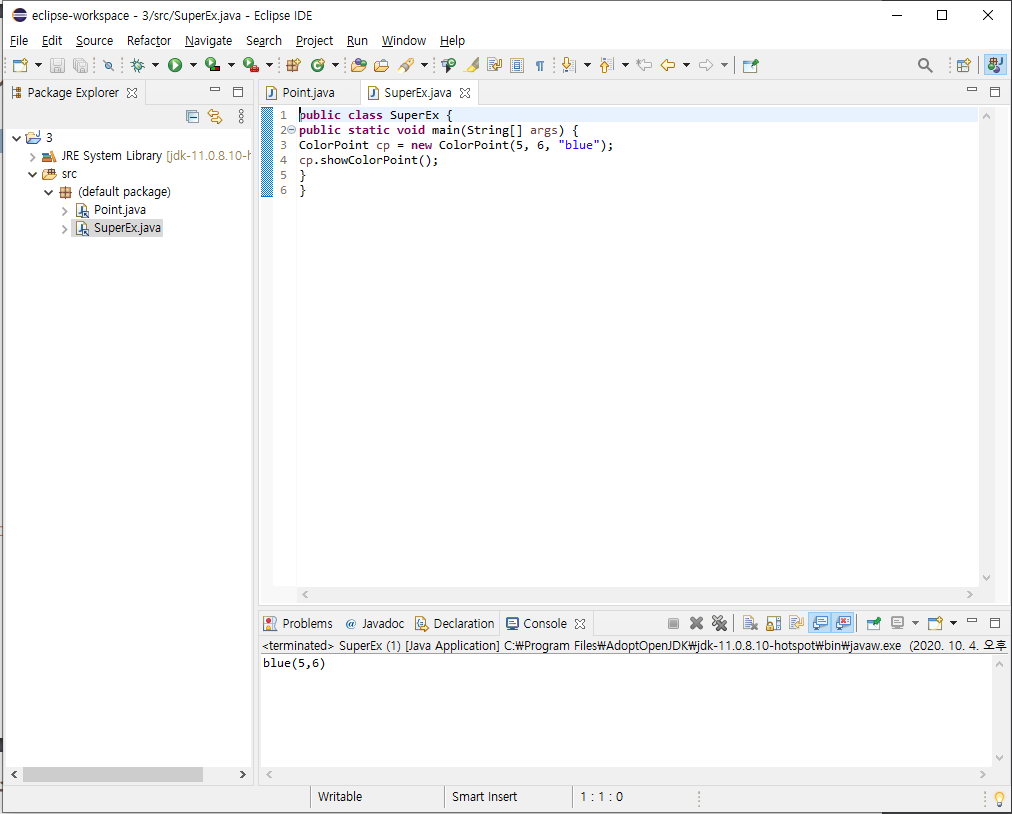 eclipse-workspace - 3/src/SuperEx.java - Eclipse IDE
File Edit Source Refactor Navigate Search Project Run Window Help
Package Explorer
3
JRE System Library [jdk-11.0.8.10-h
src
(default package)
Point.java
SuperEx.java
Point.java SuperEx.java
1 public class SuperEx {
2 public static void main(String[] args) {
3 ColorPoint cp = new ColorPoint(5, 6, "blue");
4 cp.showColorPoint();
5 }
6 }
Problems @ Javadoc Declaration Console
<terminated> SuperEx (1) [Java Application] C:₩Program Files₩AdoptOpenJDK₩jdk-11.0.8.10-hotspot₩bin₩javaw.exe (2020. 10. 4. 오후
blue(5,6)
Writable Smart Insert 1 : 1 : 0